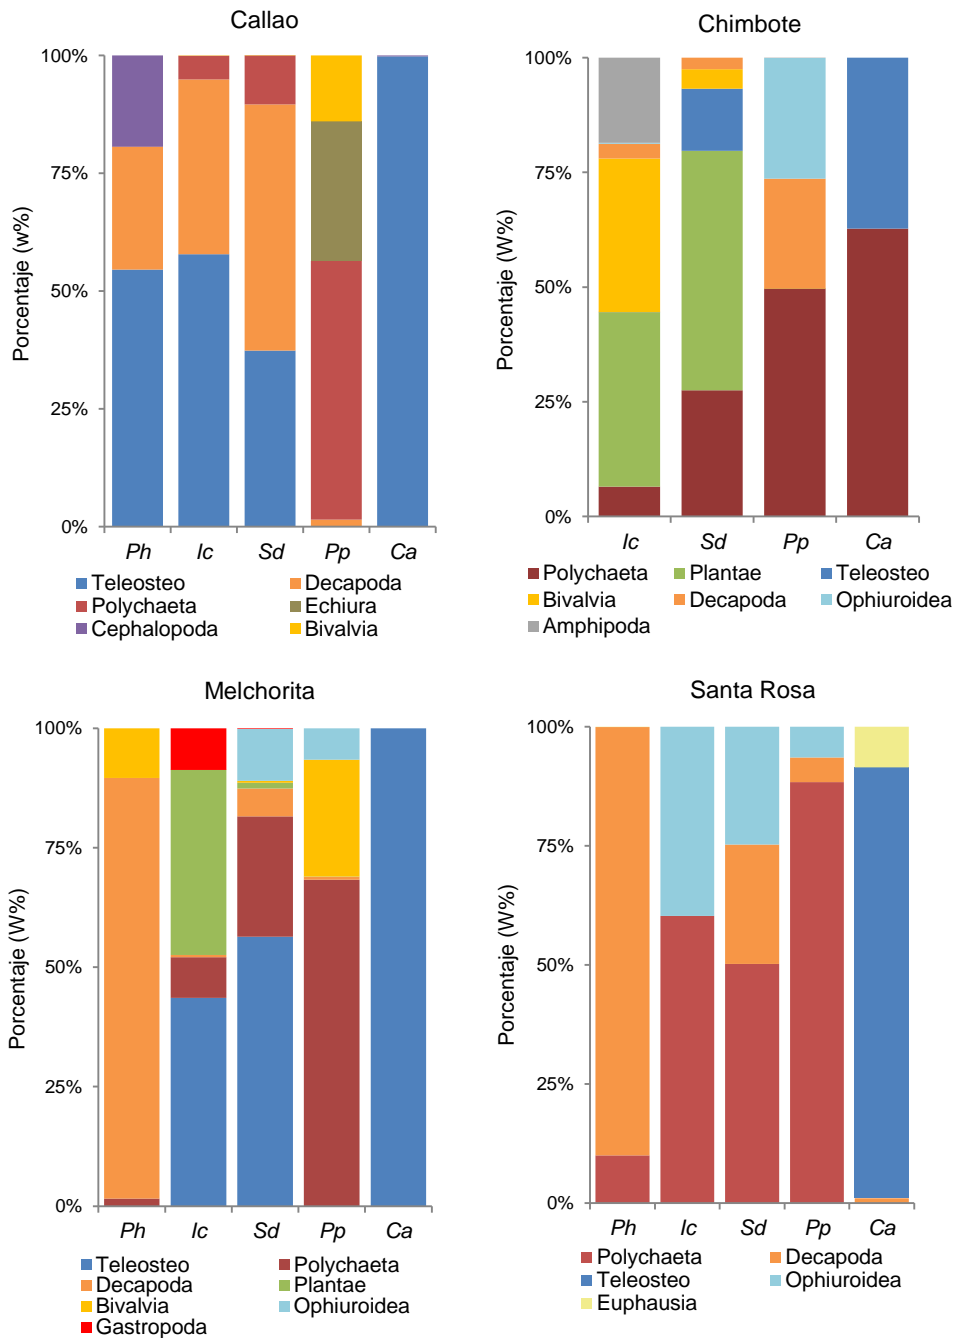 Callao
100%
75%
50%
25%
0%
Porcentaje (w%)
Ph Ic Sd Pp Ca
Teleosteo Decapoda
Polychaeta Echiura
Cephalopoda Bivalvia
Chimbote
100%
75%
50%
25%
0%
Porcentaje (W%)
Ic Sd Pp Ca
Polychaeta Plantae Teleosteo
Bivalvia Decapoda Ophiuroidea
Amphipoda
Melchorita
100%
75%
50%
25%
0%
Porcentaje (W%)
Ph Ic Sd Pp Ca
Teleosteo Polychaeta
Decapoda Plantae
Bivalvia Ophiuroidea
Gastropoda
Santa Rosa
100%
75%
50%
25%
0%
Porcentaje (W%)
Ph Ic Sd Pp Ca
Polychaeta Decapoda
Teleosteo Ophiuroidea
Euphausia